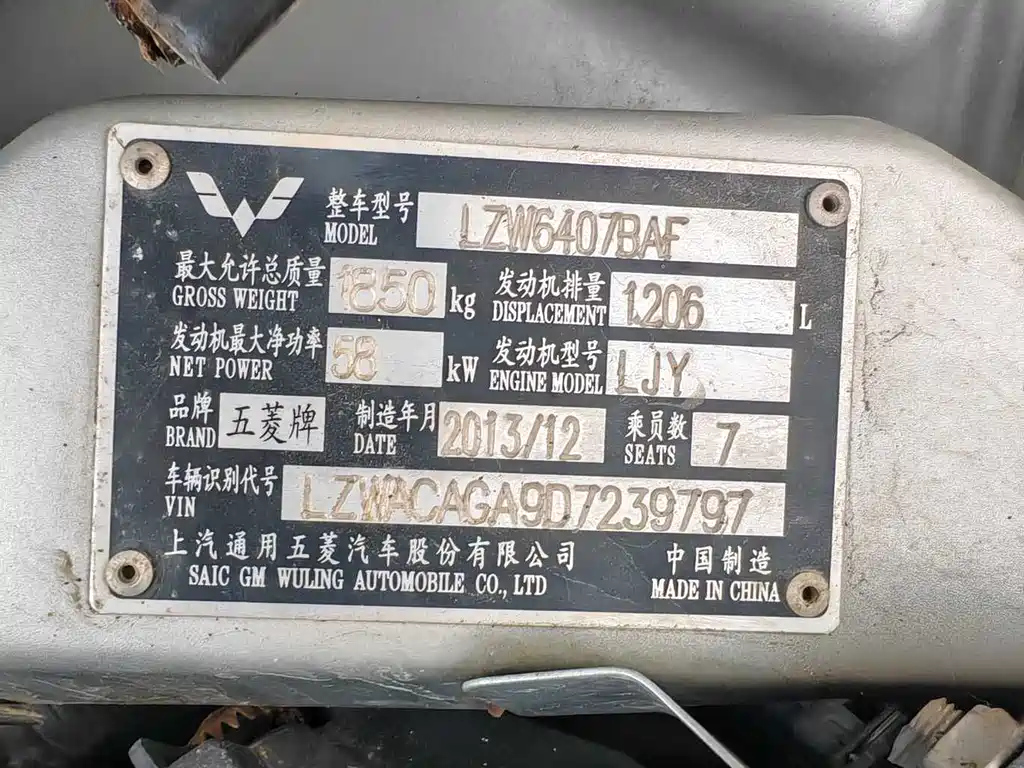 整车型号 MODEL LZW6407BAF
最大允许总质量 GROSS WEIGHT 1850 kg 发动机排量 DISPLACEMENT 1.206 L
发动机最大净功率 NET POWER 58 kW 发动机型号 ENGINE MODEL LJY
品牌 BRAND 五菱牌 制造年月 DATE 2013/12 乘员数 SEATS 7
车辆识别代号 VIN LZWACAGA9D7239797
上汽通用五菱汽车股份有限公司 中国制造
SAIC GM WULING AUTOMOBILE CO., LTD MADE IN CHINA